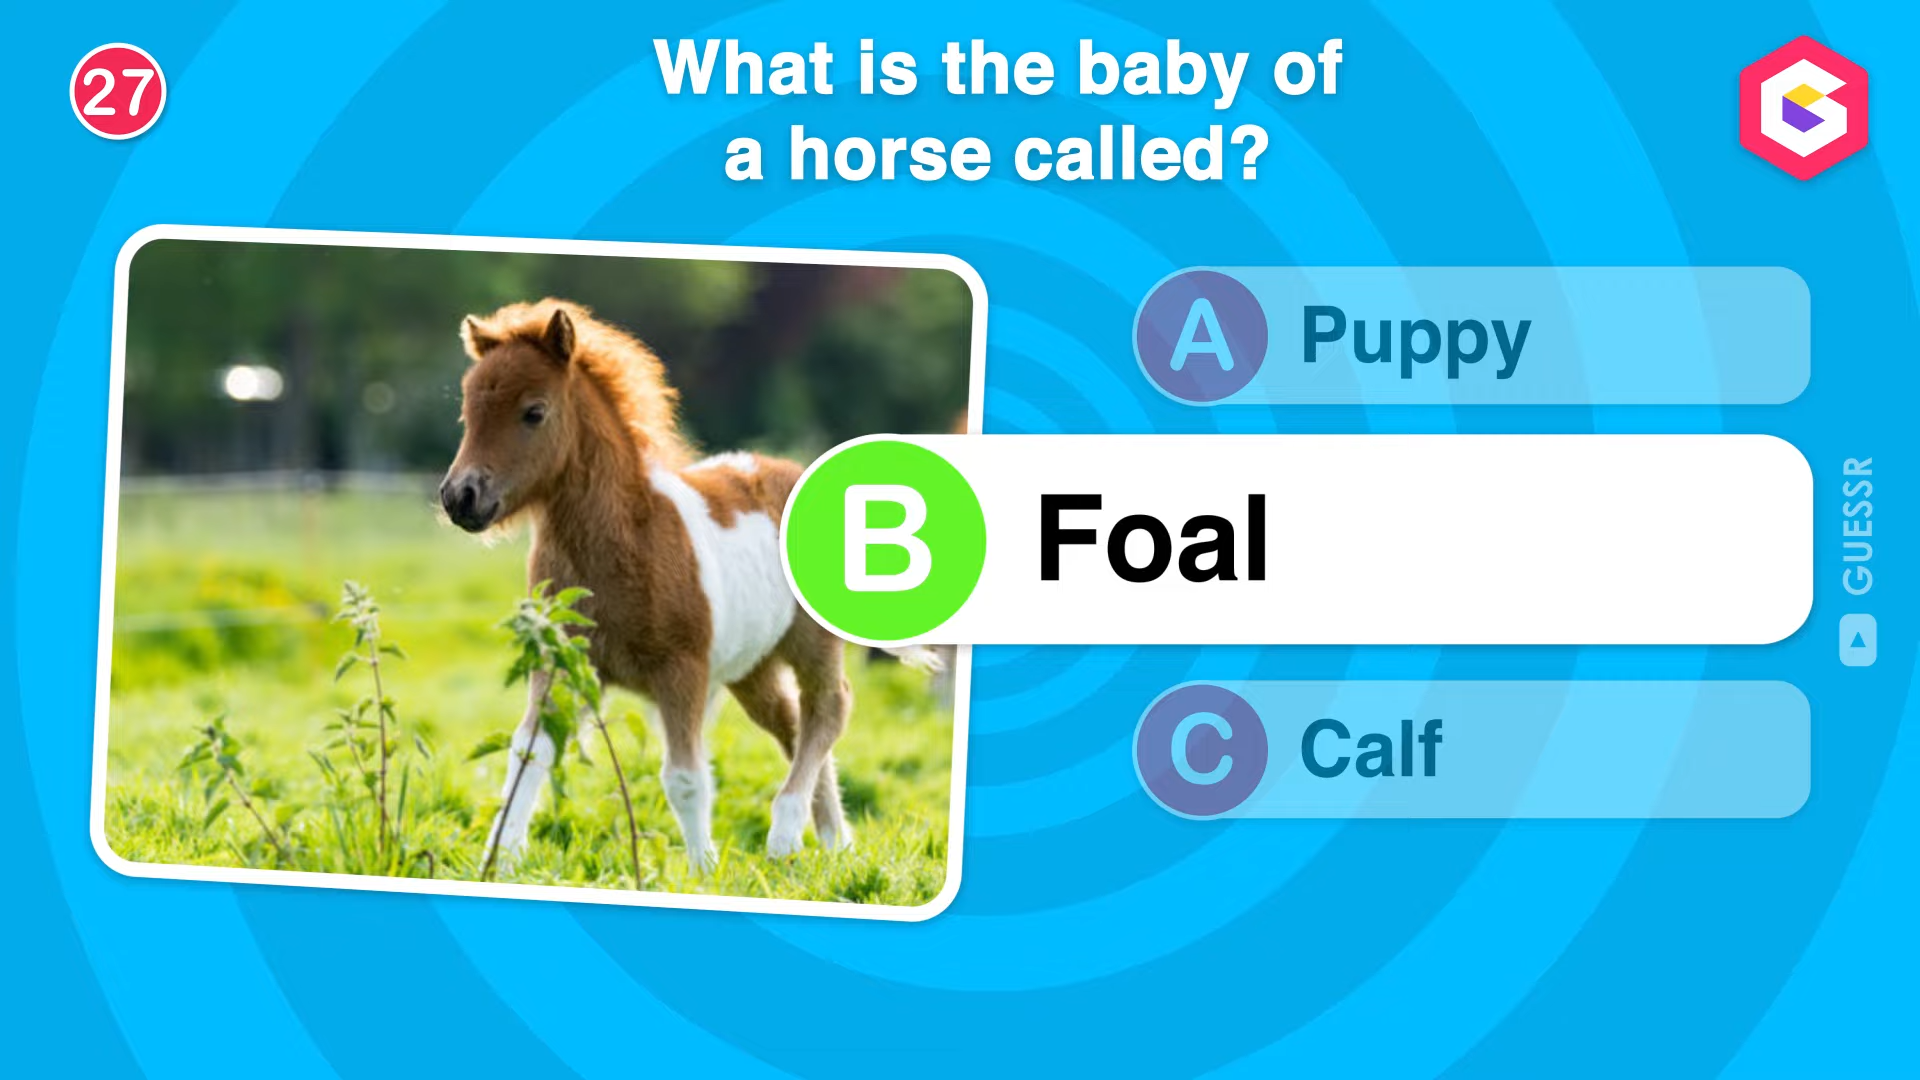 27
What is the baby of
a horse called?
A Puppy
B Foal
C Calf
GUESSR